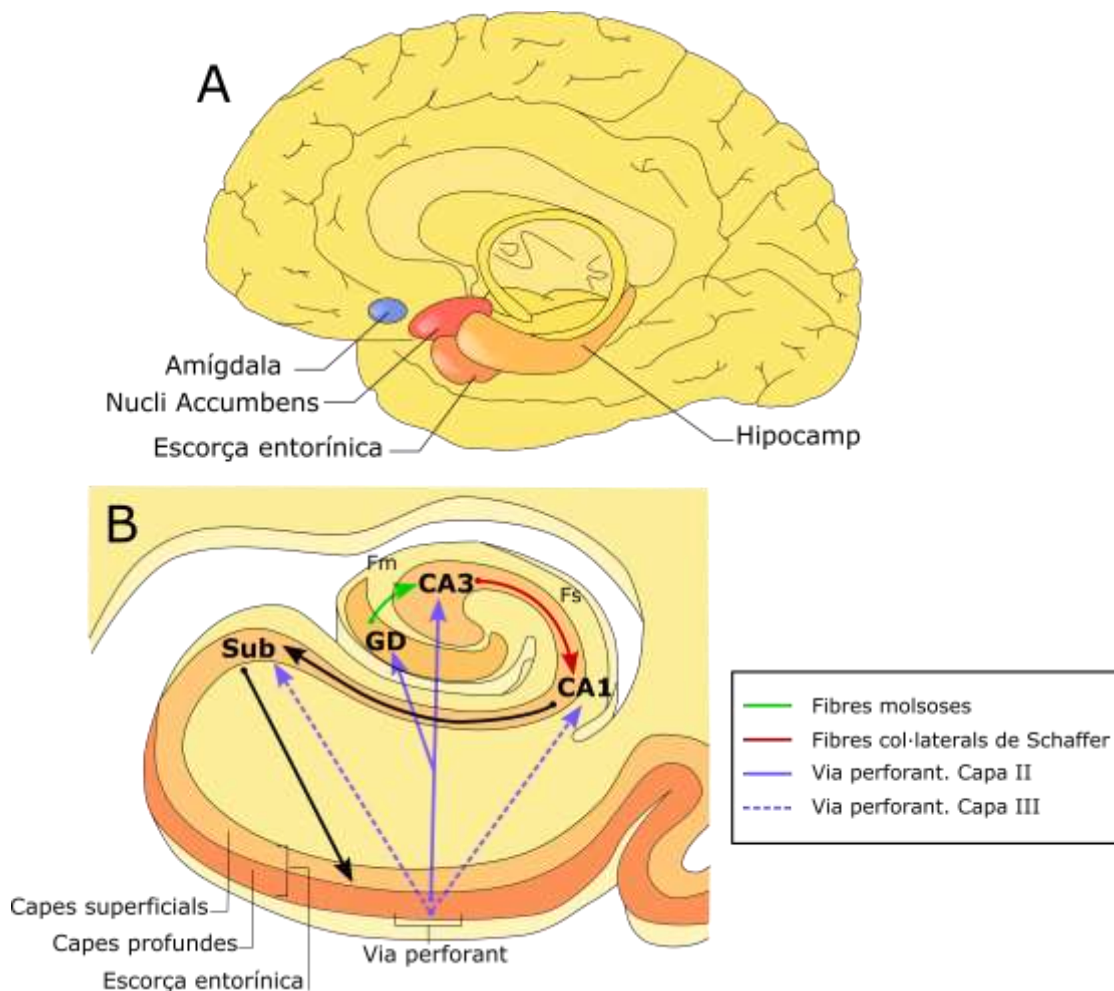 A
Amígdala
Nucli Accumbens
Escorça entorínica
Hipocamp
B
Fm
CA3
Fs
GD
Sub
CA1
Fibres molsoses
Fibres col·laterals de Schaffer
Via perforant. Capa II
Via perforant. Capa III
Capes superficials
Capes profundes
Escorça entorínica
Via perforant